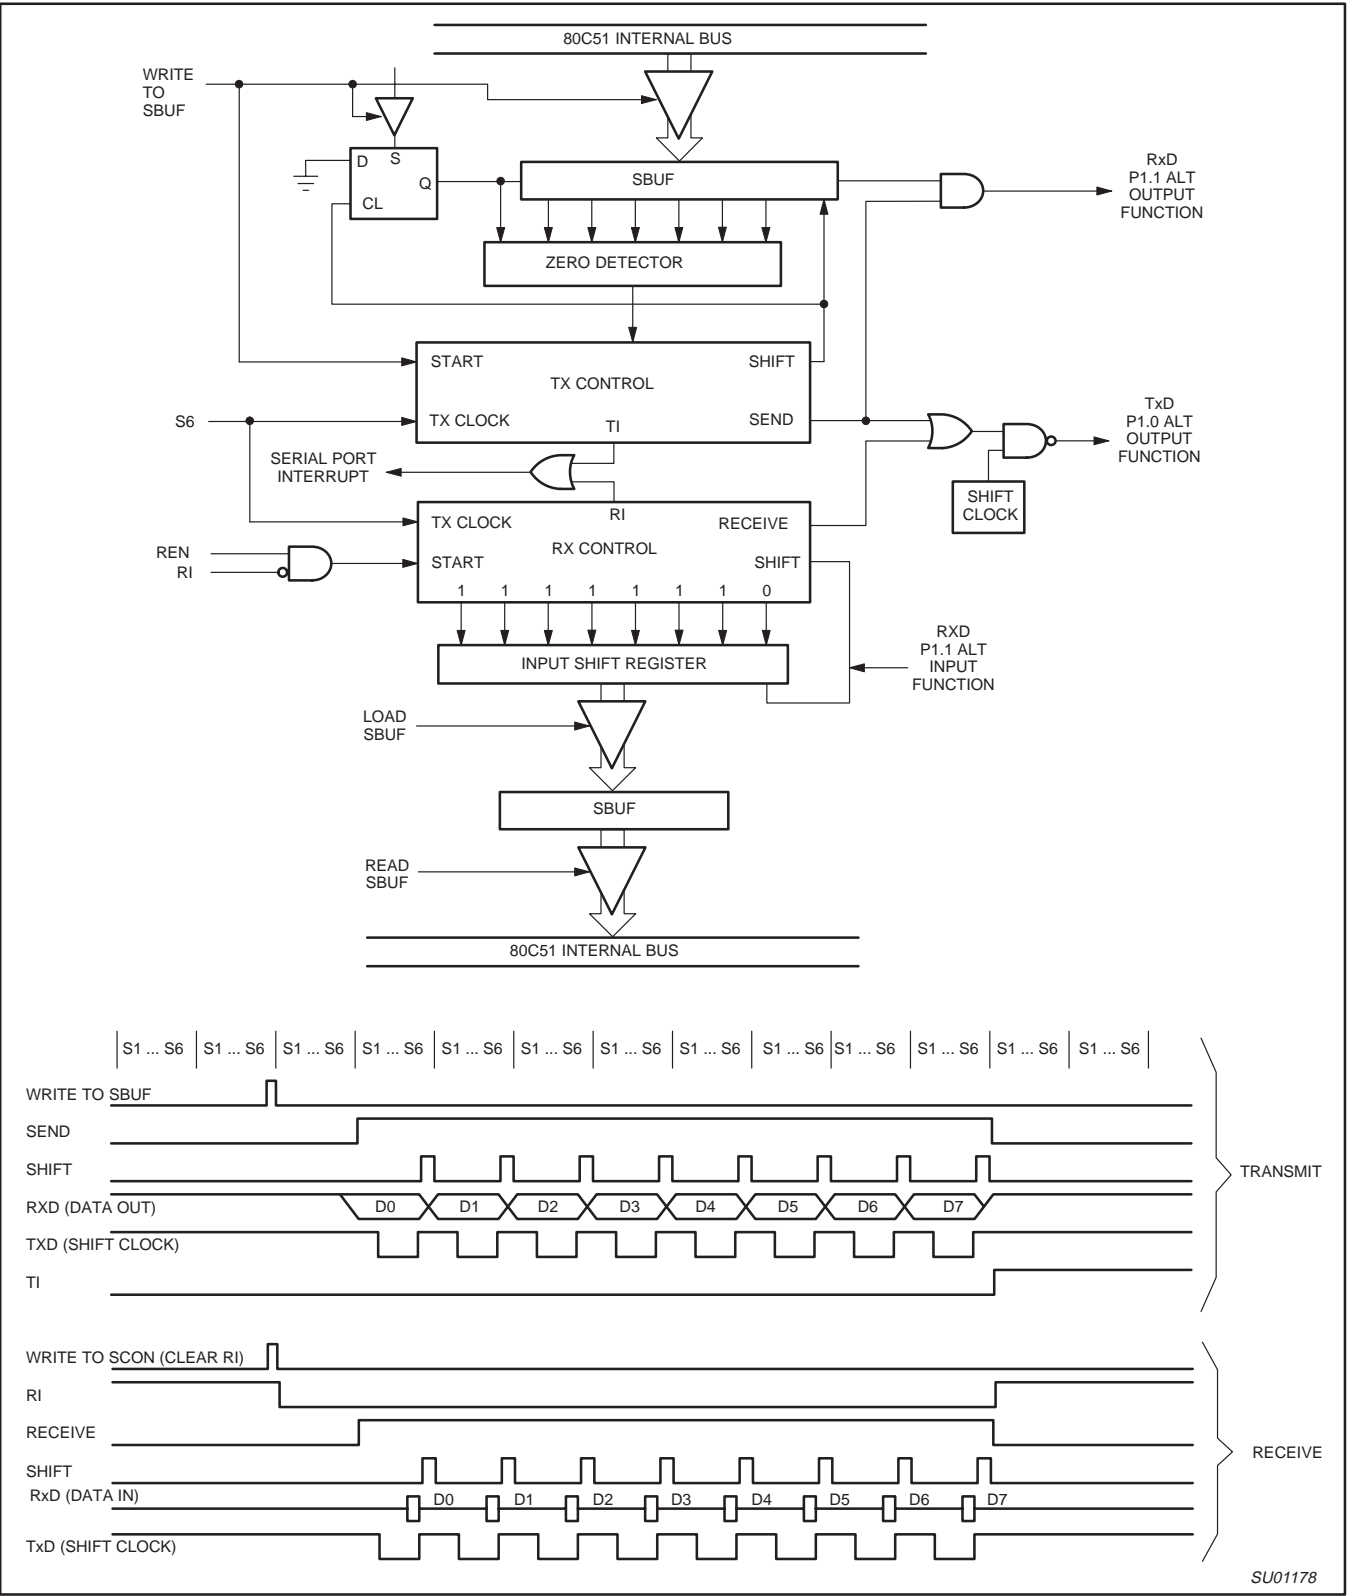 80C51 INTERNAL BUS
WRITE
TO
SBUF
D
S
Q
CL
SBUF
RxD
P1.1 ALT
OUTPUT
FUNCTION
ZERO DETECTOR
START
SHIFT
TX CONTROL
S6
TX CLOCK
TI
SEND
TxD
P1.0 ALT
OUTPUT
FUNCTION
SERIAL PORT
INTERRUPT
SHIFT
CLOCK
TX CLOCK
RI
RECEIVE
RX CONTROL
REN
RI
START
SHIFT
1 1 1 1 1 1 1 0
RXD
P1.1 ALT
INPUT
FUNCTION
INPUT SHIFT REGISTER
LOAD
SBUF
SBUF
READ
SBUF
80C51 INTERNAL BUS
S1 ... S6 S1 ... S6 S1 ... S6 S1 ... S6 S1 ... S6 S1 ... S6 S1 ... S6 S1 ... S6 S1 ... S6 S1 ... S6 S1 ... S6 S1 ... S6 S1 ... S6
WRITE TO SBUF
SEND
SHIFT
TRANSMIT
RXD (DATA OUT) D0 D1 D2 D3 D4 D5 D6 D7
TXD (SHIFT CLOCK)
TI
WRITE TO SCON (CLEAR RI)
RI
RECEIVE
RECEIVE
SHIFT
RxD (DATA IN) D0 D1 D2 D3 D4 D5 D6 D7
TxD (SHIFT CLOCK)
SU01178